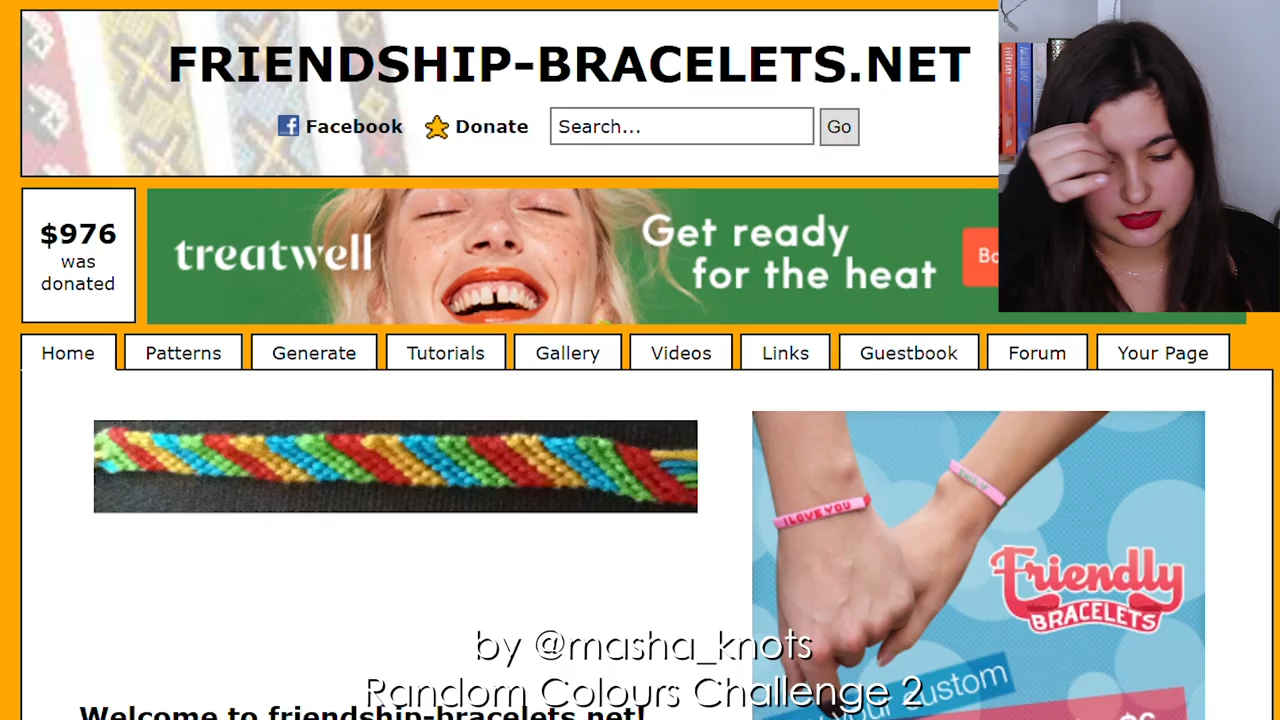 FRIENDSHIP-BRACELETS.NET
Facebook Donate Search... Go
$976
was
donated
treatwell
Get ready
for the heat
Home Patterns Generate Tutorials Gallery Videos Links Guestbook Forum Your Page
I LOVE YOU
Friendly
BRACELETS
by @masha_knots
Random Colours Challenge 2
Welcome to friendship-bracelets.net!